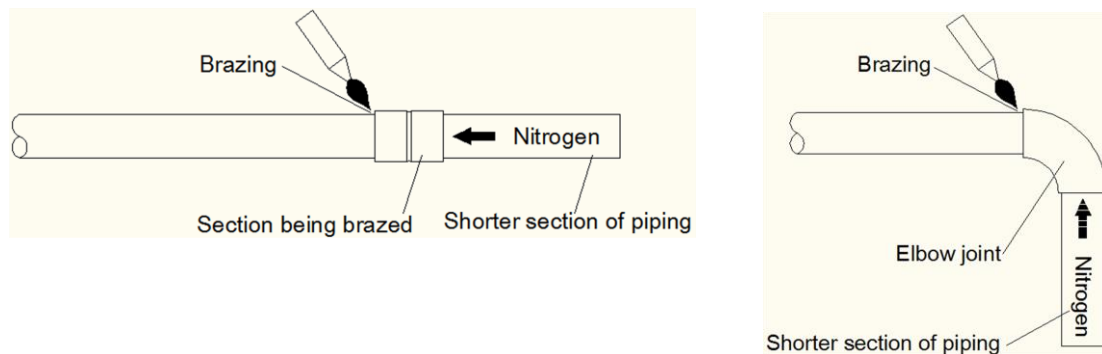 Brazing
Nitrogen
Section being brazed
Shorter section of piping
Brazing
Elbow joint
Nitrogen
Shorter section of piping